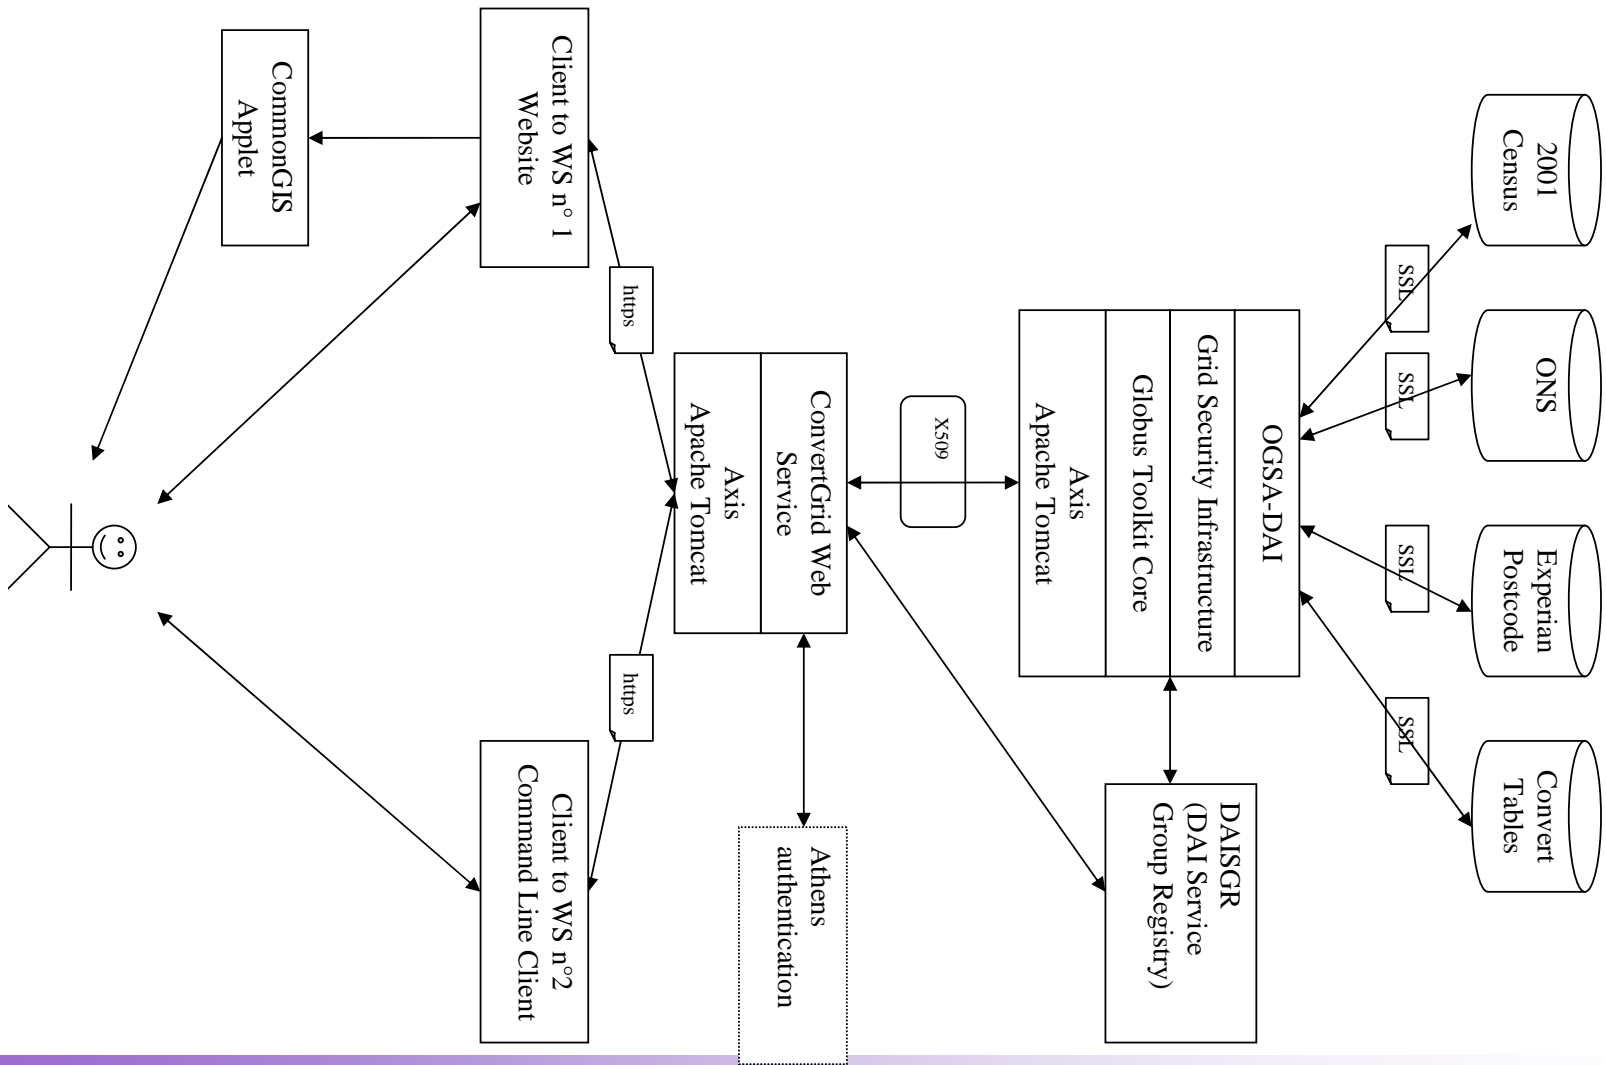 2001
Census
ONS
Experian
Postcode
Convert
Tables
SSL
SSL
SSL
SSL
OGSA-DAI
Grid Security Infrastructure
Globus Toolkit Core
Axis
Apache Tomcat
DAISGR
(DAI Service
Group Registry)
X509
ConvertGrid Web
Service
Axis
Apache Tomcat
Athens
authentication
https
https
Client to WS n° 1
Website
Client to WS n°2
Command Line Client
CommonGIS
Applet